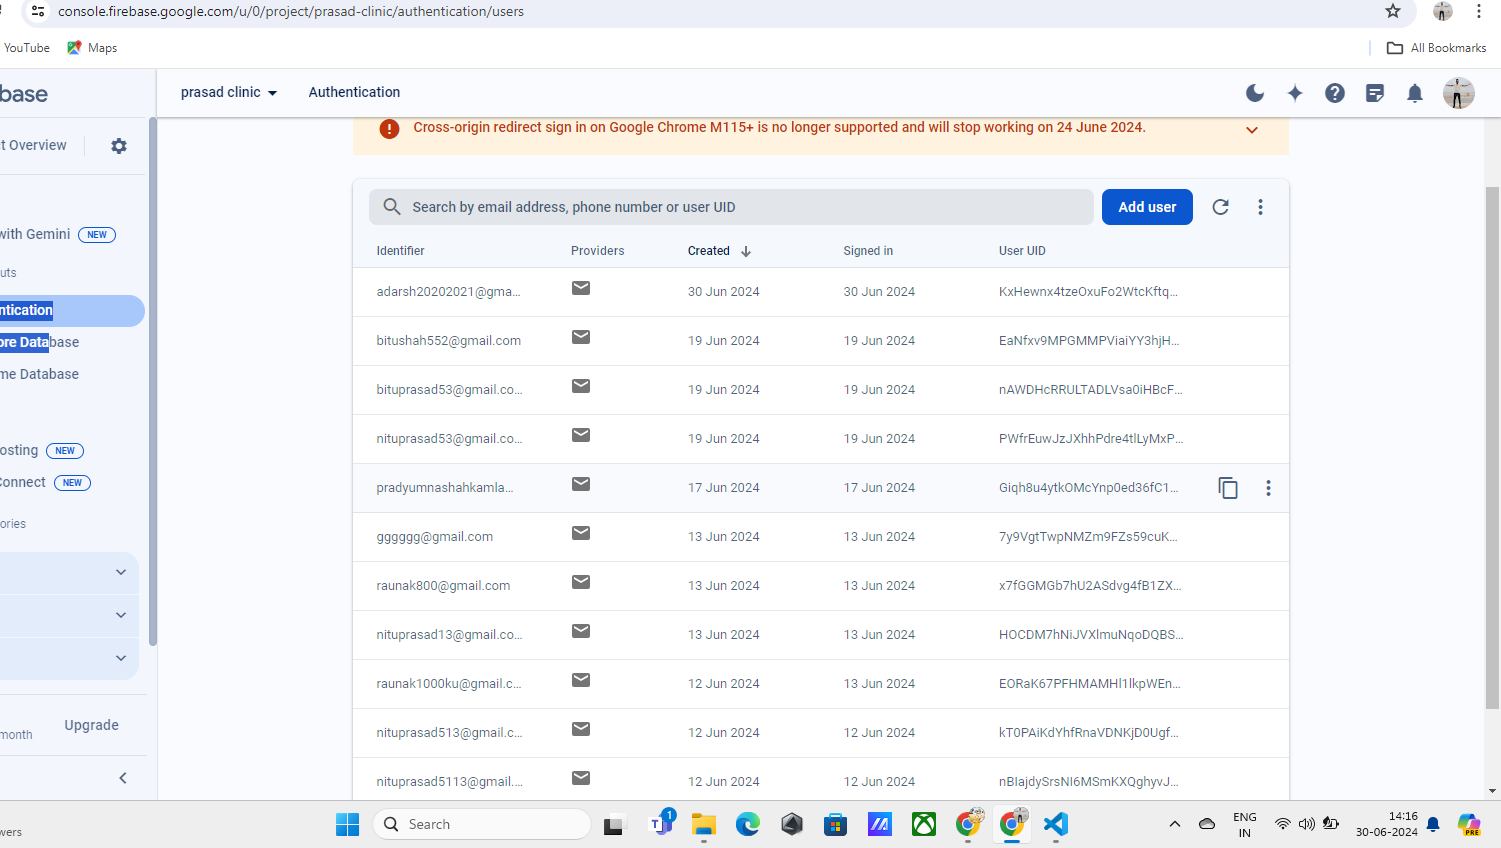 console.firebase.google.com/u/0/project/prasad-clinic/authentication/users
YouTube Maps All Bookmarks
base prasad clinic Authentication
Cross-origin redirect sign in on Google Chrome M115+ is no longer supported and will stop working on 24 June 2024.
t Overview
Search by email address, phone number or user UID Add user
with Gemini NEW
Identifier Providers Created Signed in User UID
uts
adarsh20202021@gma... 30 Jun 2024 30 Jun 2024 KxHewnx4tzeOxuFo2WtcKftq...
ntication
ore Database bitushah552@gmail.com 19 Jun 2024 19 Jun 2024 EaNfxv9MPGMMPViaiYY3hjH...
me Database
bituprasad53@gmail.co... 19 Jun 2024 19 Jun 2024 nAWDHcRRULTADLVsa0iHBcF...
nituprasad53@gmail.co... 19 Jun 2024 19 Jun 2024 PWfrEuwJzJXhhPdre4tlLyMxP...
osting NEW
Connect NEW pradyumnashahkamla... 17 Jun 2024 17 Jun 2024 Giqh8u4ytkOMcYnp0ed36fC1...
ories
gggggg@gmail.com 13 Jun 2024 13 Jun 2024 7y9VgtTwpNMZm9FZs59cuK...
raunak800@gmail.com 13 Jun 2024 13 Jun 2024 x7fGGMGb7hU2ASdvg4fB1ZX...
nituprasad13@gmail.co... 13 Jun 2024 13 Jun 2024 HOCDM7hNiJVXlmuNqoDQBS...
raunak1000ku@gmail.c... 12 Jun 2024 13 Jun 2024 EORaK67PFHMAMHl1lkpWEn...
month Upgrade
nituprasad513@gmail.c... 12 Jun 2024 12 Jun 2024 kT0PAiKdYhfRnaVDNKjD0Ugf...
nituprasad5113@gmail.... 12 Jun 2024 12 Jun 2024 nBIajdySrsNI6MSmKXQghyvJ...
wers Search 1 ENG 14:16
IN 30-06-2024 PRE